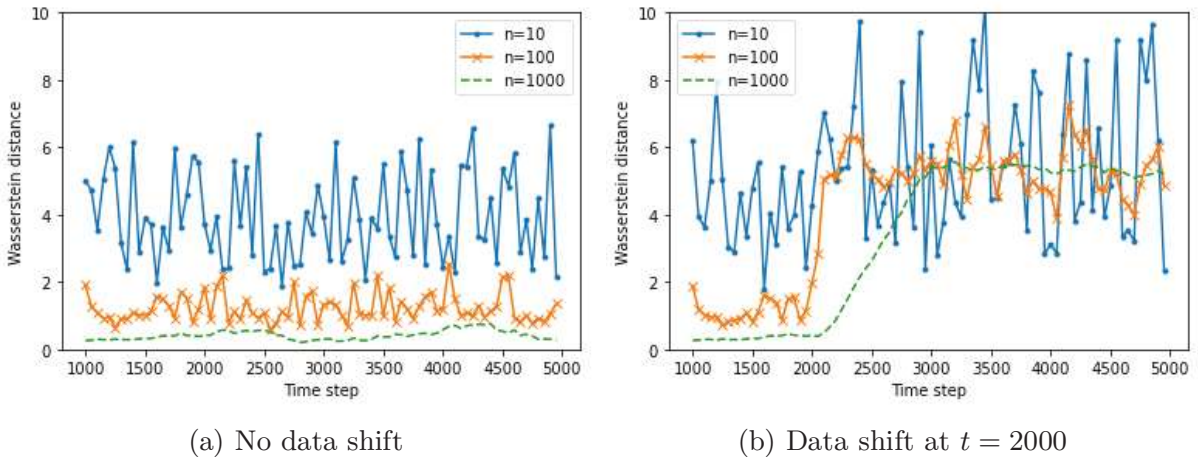 10
8
6
4
2
0
Wasserstein distance
n=10
n=100
n=1000
1000 1500 2000 2500 3000 3500 4000 4500 5000
Time step
(a) No data shift
10
8
6
4
2
0
Wasserstein distance
n=10
n=100
n=1000
1000 1500 2000 2500 3000 3500 4000 4500 5000
Time step
(b) Data shift at t = 2000